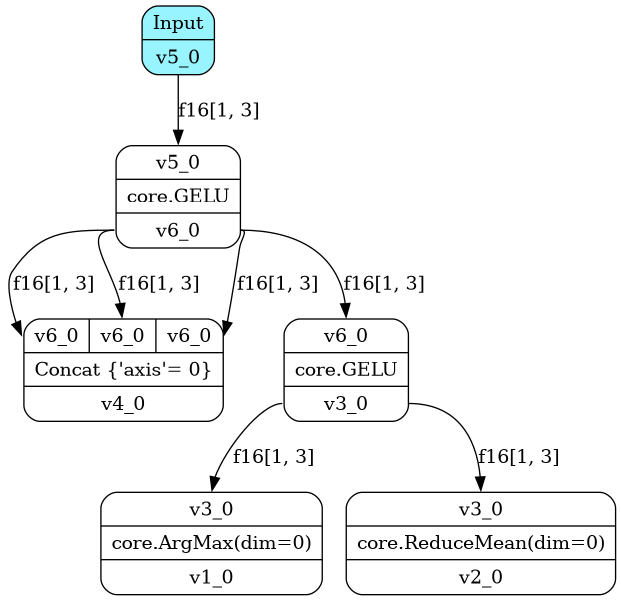 Input
v5_0
f16[1, 3]
v5_0
core.GELU
v6_0
f16[1, 3] f16[1, 3] f16[1, 3] f16[1, 3]
v6_0 v6_0 v6_0
Concat {'axis'= 0}
v4_0
v6_0
core.GELU
v3_0
f16[1, 3] f16[1, 3]
v3_0
core.ArgMax(dim=0)
v1_0
v3_0
core.ReduceMean(dim=0)
v2_0